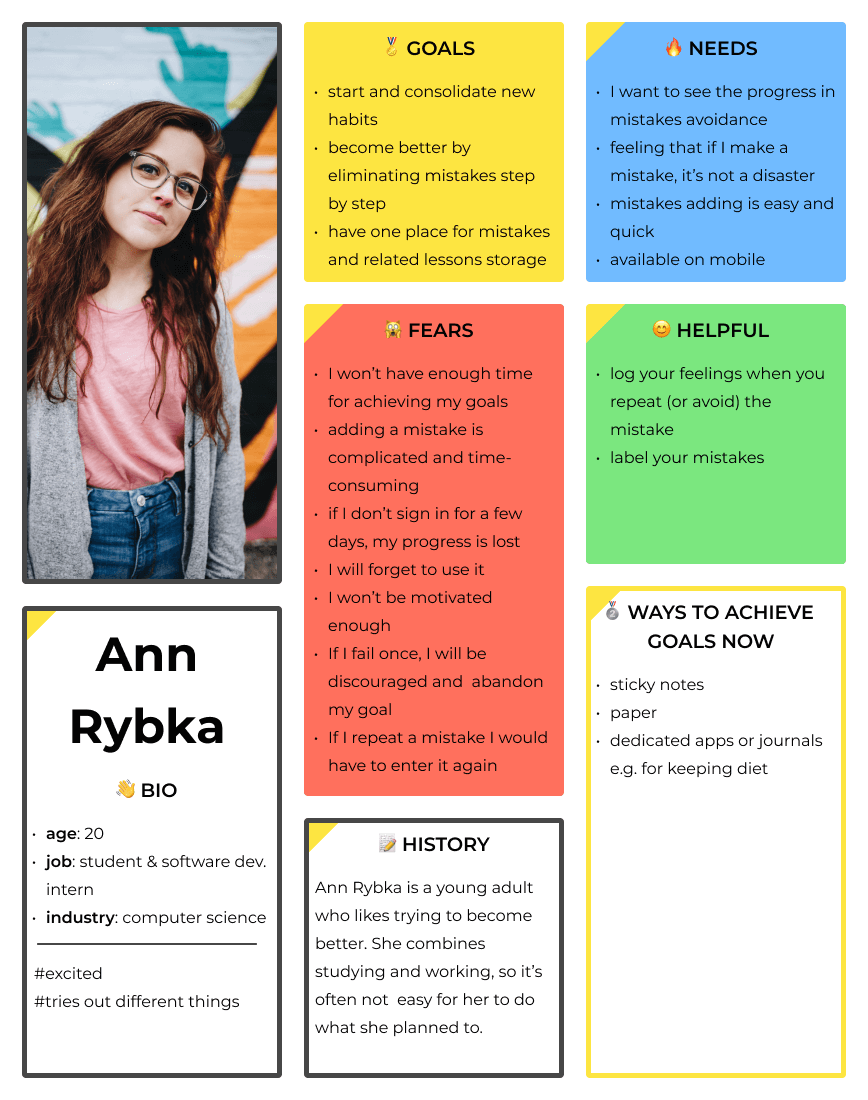 🏅 GOALS
• start and consolidate new
habits
• become better by
eliminating mistakes step
by step
• have one place for mistakes
and related lessons storage
🔥 NEEDS
• I want to see the progress in
mistakes avoidance
• feeling that if I make a
mistake, it’s not a disaster
• mistakes adding is easy and
quick
• available on mobile
🙀 FEARS
• I won’t have enough time
for achieving my goals
• adding a mistake is
complicated and time-
consuming
• if I don’t sign in for a few
days, my progress is lost
• I will forget to use it
• I won’t be motivated
enough
• If I fail once, I will be
discouraged and  abandon
my goal
• If I repeat a mistake I would
have to enter it again
😊 HELPFUL
• log your feelings when you
repeat (or avoid) the
mistake
• label your mistakes
Ann
Rybka
👋 BIO
• age: 20
• job: student & software dev.
intern
• industry: computer science
#excited
#tries out different things
📝 HISTORY
Ann Rybka is a young adult
who likes trying to become
better. She combines
studying and working, so it’s
often not  easy for her to do
what she planned to.
🥈 WAYS TO ACHIEVE
GOALS NOW
• sticky notes
• paper
• dedicated apps or journals
e.g. for keeping diet